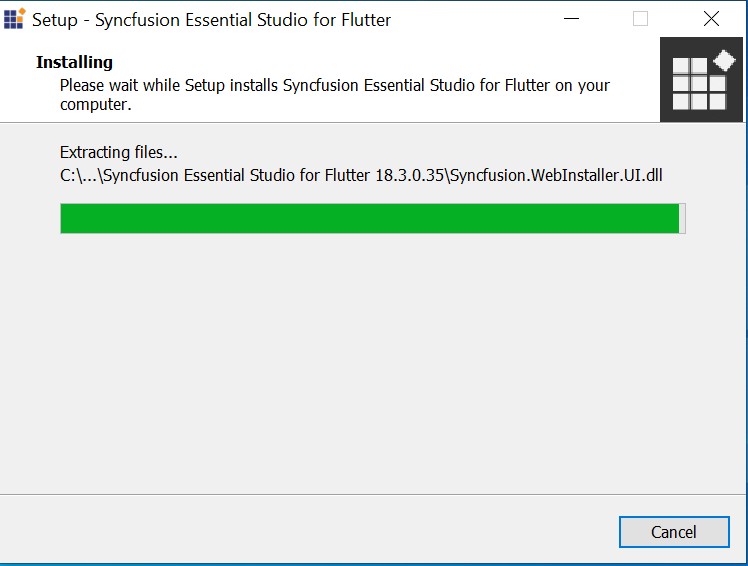 Setup - Syncfusion Essential Studio for Flutter
Installing
Please wait while Setup installs Syncfusion Essential Studio for Flutter on your
computer.
Extracting files...
C:\...\Syncfusion Essential Studio for Flutter 18.3.0.35\Syncfusion.WebInstaller.UI.dll
Cancel